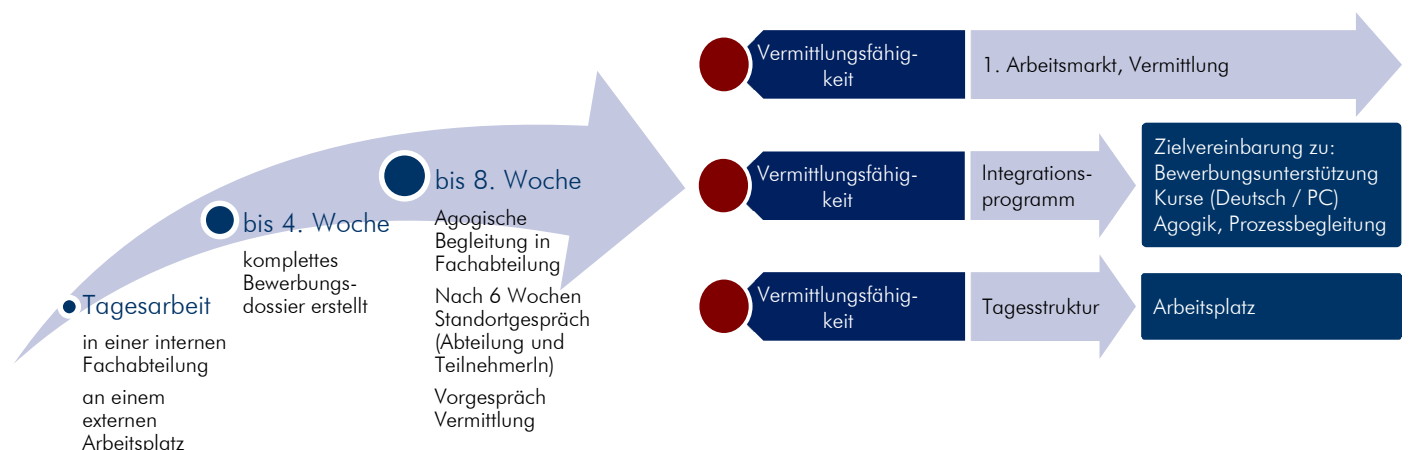 Tagesarbeit
in einer internen
Fachabteilung
an einem
externen
Arbeitsplatz
bis 4. Woche
komplettes
Bewerbungs-
dossier erstellt
bis 8. Woche
Agogische
Begleitung in
Fachabteilung
Nach 6 Wochen
Standortgespräch
(Abteilung und
TeilnehmerIn)
Vorgespräch
Vermittlung
Vermittlungsfähig-
keit
1. Arbeitsmarkt, Vermittlung
Vermittlungsfähig-
keit
Integrations-
programm
Zielvereinbarung zu:
Bewerbungsunterstützung
Kurse (Deutsch / PC)
Agogik, Prozessbegleitung
Vermittlungsfähig-
keit
Tagesstruktur
Arbeitsplatz